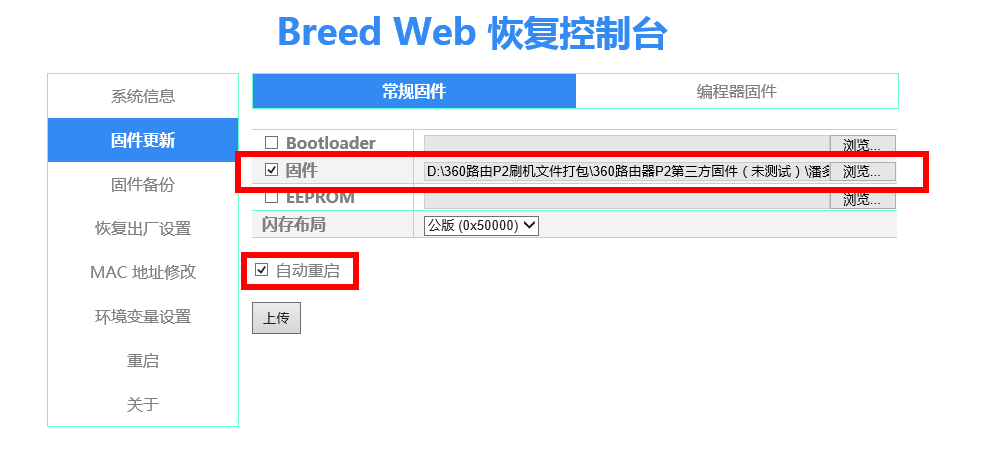 Breed Web 恢复控制台
系统信息
固件更新
固件备份
恢复出厂设置
MAC 地址修改
环境变量设置
重启
关于
常规固件 编程器固件
Bootloader 浏览...
固件 D:\360路由P2刷机文件打包\360路由器P2第三方固件（未测试）\潘多 浏览...
EEPROM 浏览...
闪存布局 公版 (0x50000)
自动重启
上传